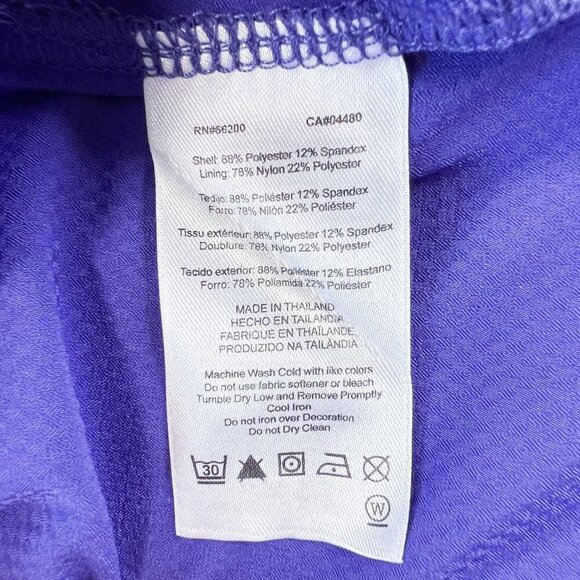 RN#56200 CA#04480
Shell: 88% Polyester 12% Spandex
Lining: 78% Nylon 22% Polyester
Tedijo: 88% Poliéster 12% Spandex
Forro: 78% Nilón 22% Poliéster
Tissu extérieur: 88% Polyester 12% Spandex
Doublure: 78% Nylon 22% Polyester
Tecido exterior: 88% Poliéster 12% Elastano
Forro: 78% Poliamida 22% Poliéster
MADE IN THAILAND
HECHO EN TAILANDIA
FABRIQUE EN THAÏLANDE
PRODUZIDO NA TAILÂNDIA
Machine Wash Cold with like colors
Do not use fabric softener or bleach
Tumble Dry Low and Remove Promptly
Cool Iron
Do not iron over Decoration
Do not Dry Clean
30
W